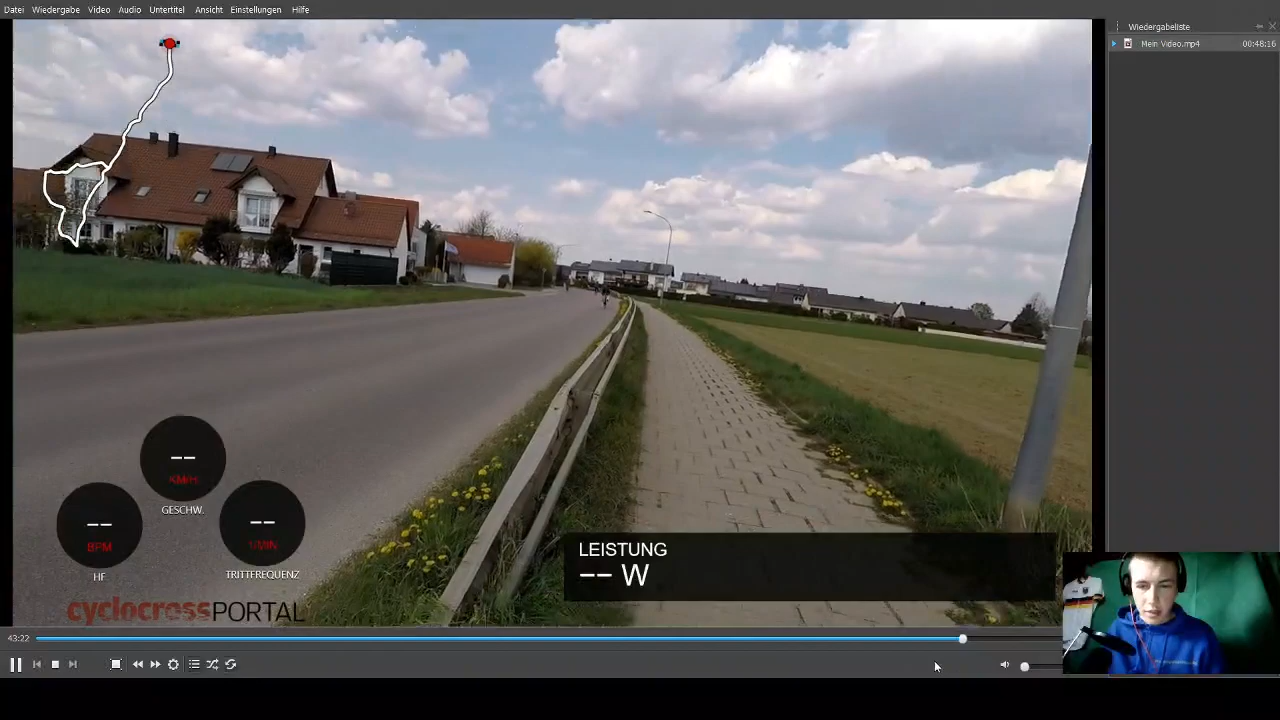 Datei Wiedergabe Video Audio Untertitel Ansicht Einstellungen Hilfe
Wiedergabeliste
Mein Video.mp4 00:48:16
--
KM/H
GESCHW.
--
BPM
HF
--
1/MIN
TRITTFREQUENZ
LEISTUNG
-- W
cyclocrossPORTAL
43:22